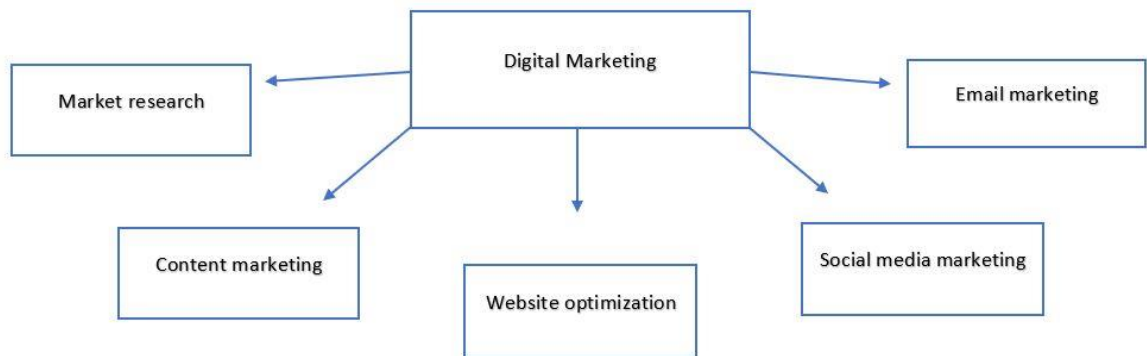 Digital Marketing
Market research
Email marketing
Content marketing
Website optimization
Social media marketing